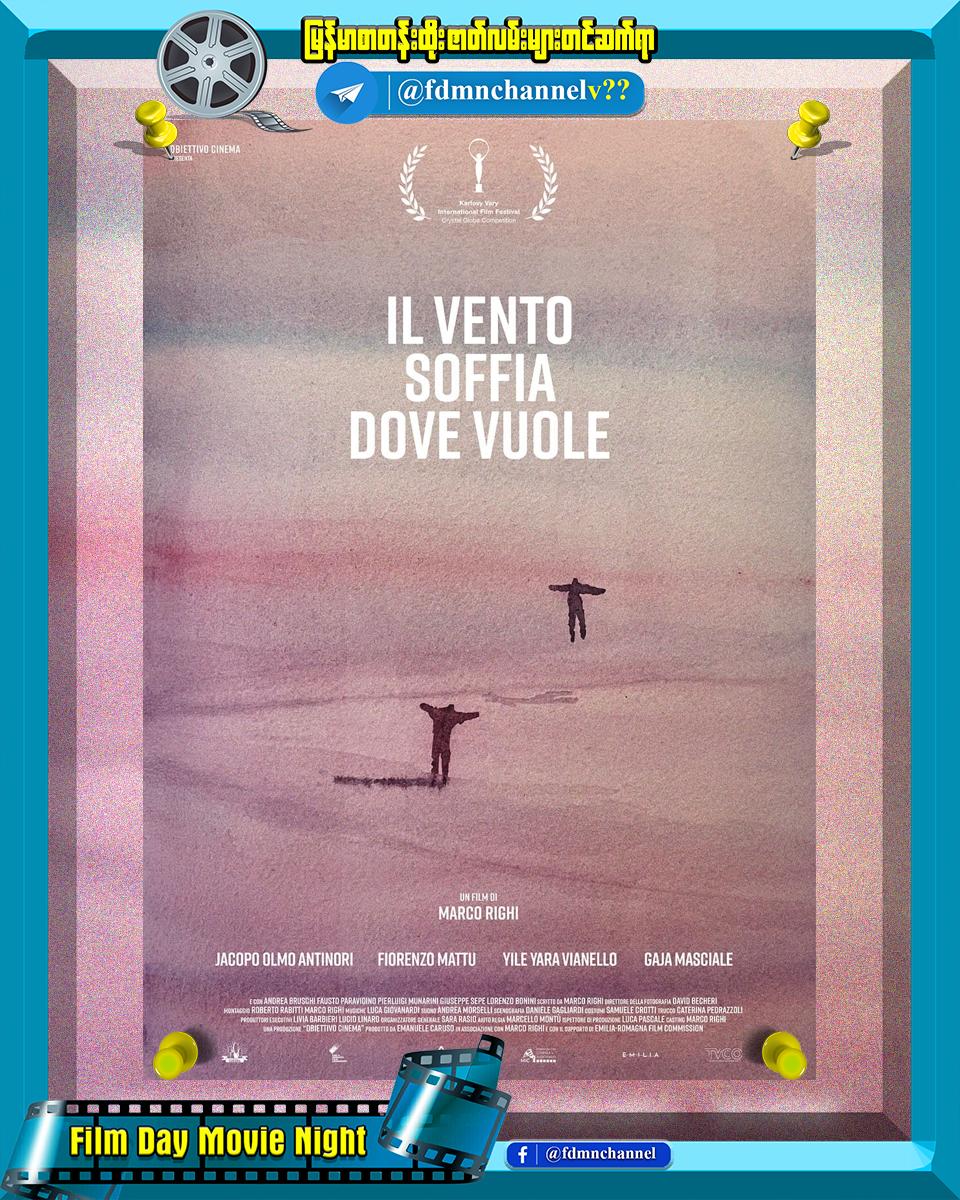 မြန်မာစာတန်းထိုးဇာတ်လမ်းများတင်ဆက်ရာ
@fdmnchannelv??
OBIETTIVO CINEMA
PRESENTA
Karlovy Vary
International Film Festival
Crystal Globe Competition
IL VENTO
SOFFIA
DOVE VUOLE
UN FILM DI
MARCO RIGHI
JACOPO OLMO ANTINORI FIORENZO MATTU YILE YARA VIANELLO GAJA MASCIALE
E CON ANDREA BRUSCHI FAUSTO PARAVIDINO PIERLUIGI MUNARINI GIUSEPPE SEPE LORENZO BONINI SCRITTO DA MARCO RIGHI DIRETTORE DELLA FOTOGRAFIA DAVID BECHERI
MONTAGGIO ROBERTO RABITTI MARCO RIGHI MUSICHE LUCA GIOVANARDI SUONO ANDREA MORSELLI SCENOGRAFIA DANIELE GAGLIARDI COSTUMI SAMUELE CROTTI TRUCCO CATERINA PEDRAZZOLI
PRODUTTORI ESECUTIVI LIVIA BARBIERI LUCIO LINARO ORGANIZZATORE GENERALE SARA RASIO AIUTO REGIA MARCELLO MONTÙ ISPETTORE DI PRODUZIONE LUCA PASCALE CASTING MARCO RIGHI
UNA PRODUZIONE "OBIETTIVO CINEMA" PRODOTTO DA EMANUELE CARUSO IN ASSOCIAZIONE CON MARCO RIGHI E CON IL SUPPORTO DI EMILIA-ROMAGNA FILM COMMISSION
MIC
E·M·I·L·I·A
TYCO
Film Day Movie Night
@fdmnchannel